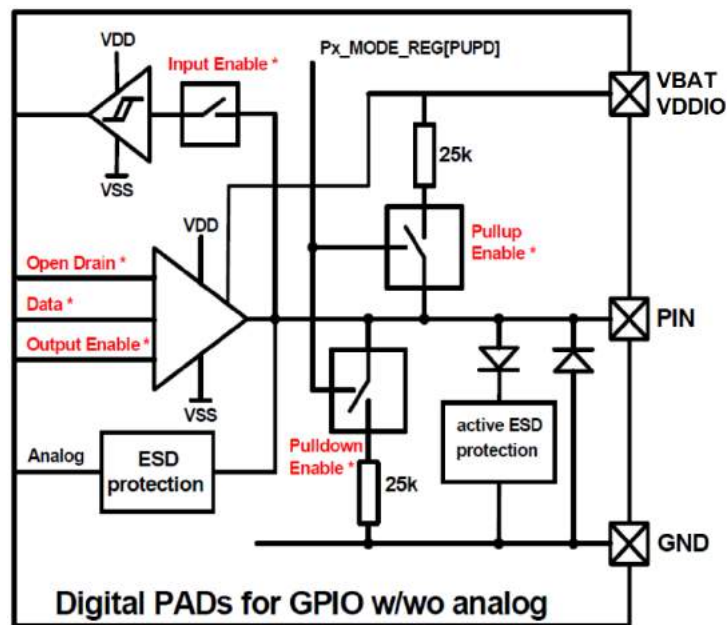 VDD
Input Enable *
Px_MODE_REG[PUPD]
VBAT
VDDIO
25k
VSS
VDD
Pullup
Enable *
Open Drain *
Data *
PIN
Output Enable *
VSS
Analog
ESD
protection
Pulldown
Enable *
25k
active ESD
protection
GND
Digital PADs for GPIO w/wo analog